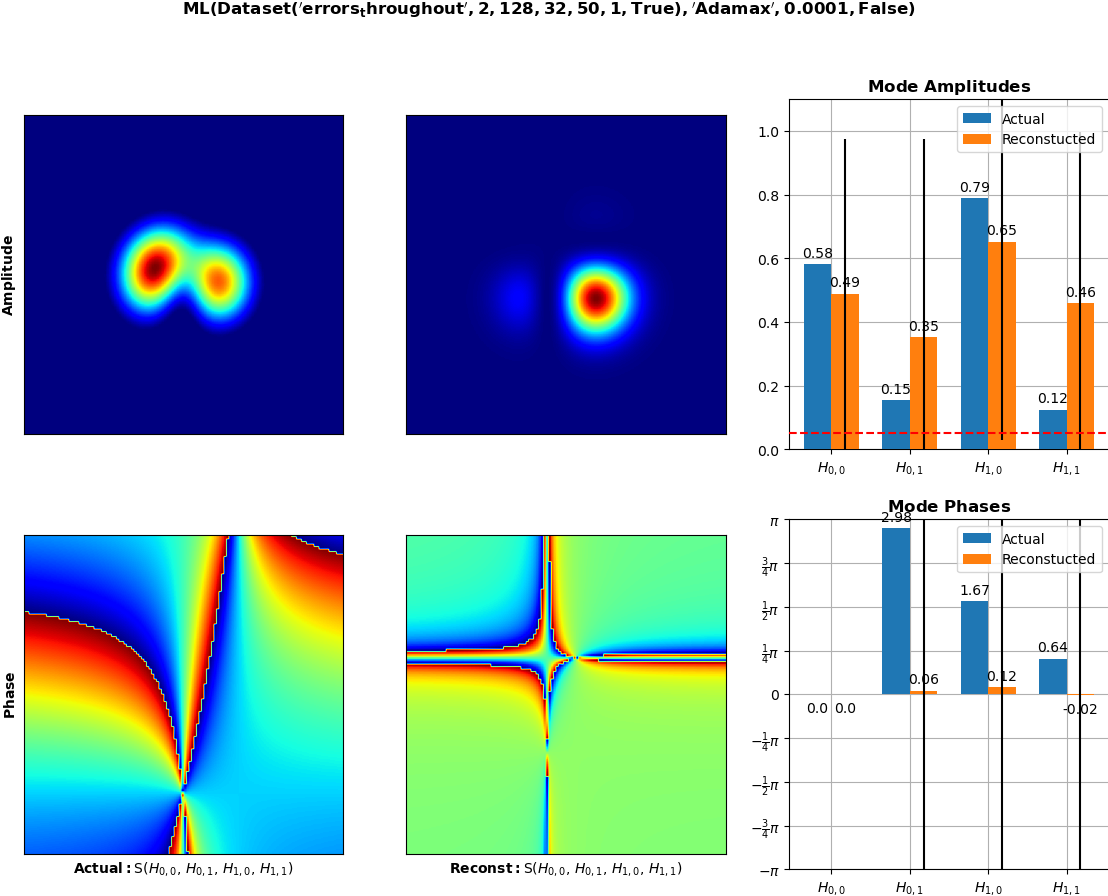 ML(Dataset('errors_throughout', 2, 128, 32, 50, 1, True), 'Adamax', 0.0001, False)
Amplitude
Mode Amplitudes
Actual
Reconstucted
1.0
0.8
0.6
0.4
0.2
0.0
0.58
0.49
0.15
0.35
0.79
0.65
0.12
0.46
H0,0
H0,1
H1,0
H1,1
Phase
Actual: S(H0,0, H0,1, H1,0, H1,1)
Reconst: S(H0,0, H0,1, H1,0, H1,1)
Mode Phases
Actual
Reconstucted
π
3/4π
1/2π
1/4π
0
−1/4π
−1/2π
−3/4π
−π
0.0
0.0
2.98
0.06
1.67
0.12
0.64
-0.02
H0,0
H0,1
H1,0
H1,1